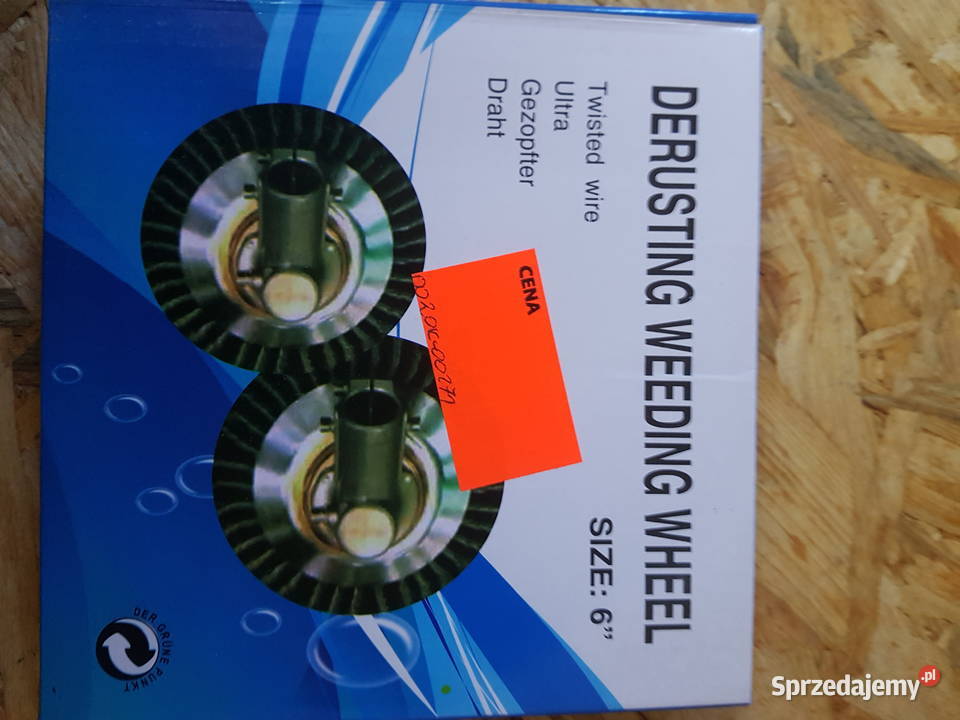 DERUSTING WEEDING WHEEL
Twisted wire
Ultra
Gezopfter
Draht
SIZE: 6”
CENA
DER GRÜNE PUNKT
Sprzedajemy.pl